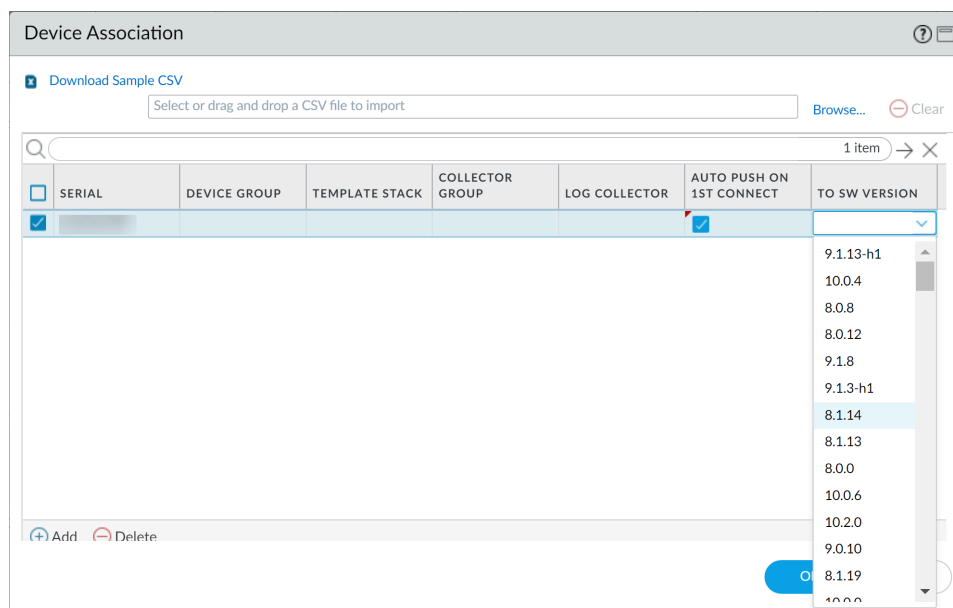 Device Association
Download Sample CSV
Select or drag and drop a CSV file to import
Browse...
Clear
1 item
SERIAL
DEVICE GROUP
TEMPLATE STACK
COLLECTOR GROUP
LOG COLLECTOR
AUTO PUSH ON 1ST CONNECT
TO SW VERSION
9.1.13-h1
10.0.4
8.0.8
8.0.12
9.1.8
9.1.3-h1
8.1.14
8.1.13
8.0.0
10.0.6
10.2.0
9.0.10
8.1.19
10.0.0
Add
Delete